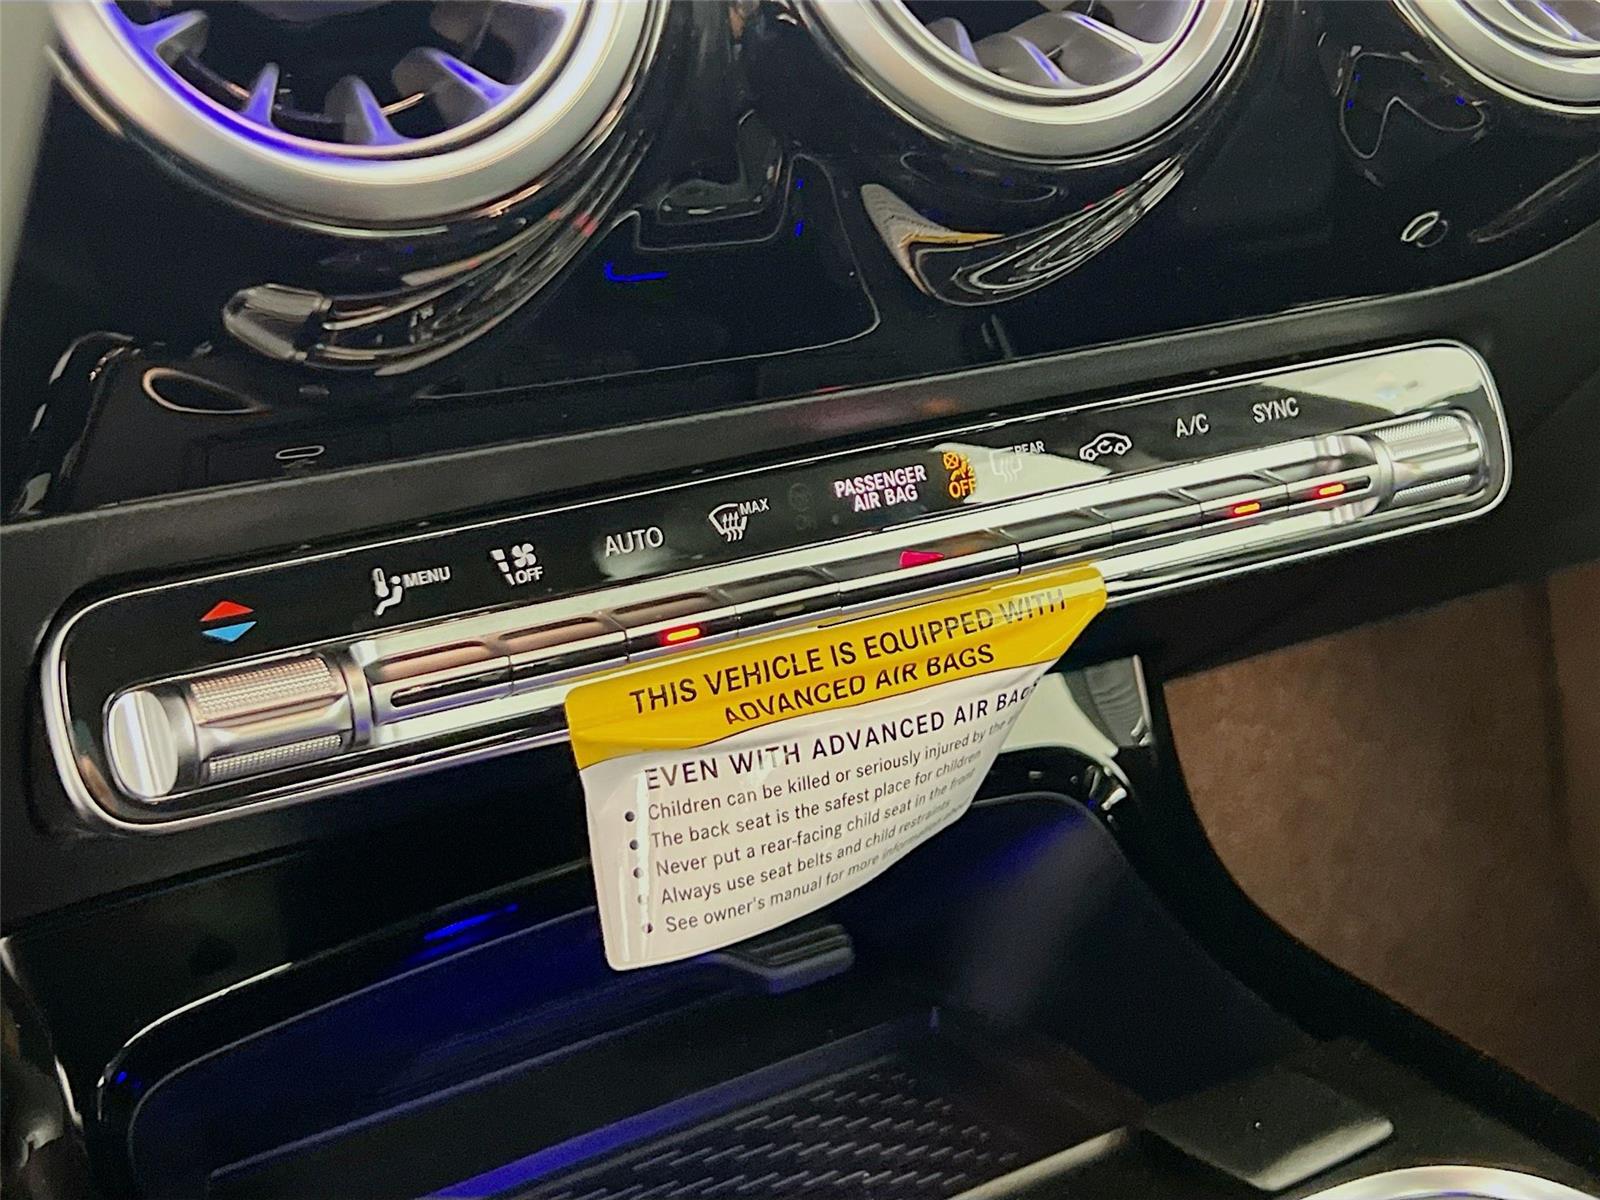 MENU
OFF
AUTO
MAX
PASSENGER
AIR BAG
OFF
REAR
A/C
SYNC
THIS VEHICLE IS EQUIPPED WITH
ADVANCED AIR BAGS
EVEN WITH ADVANCED AIR BAGS
• Children can be killed or seriously injured by the
• The back seat is the safest place for children
• Never put a rear-facing child seat in the front
• Always use seat belts and child restraints
• See owner's manual for more information